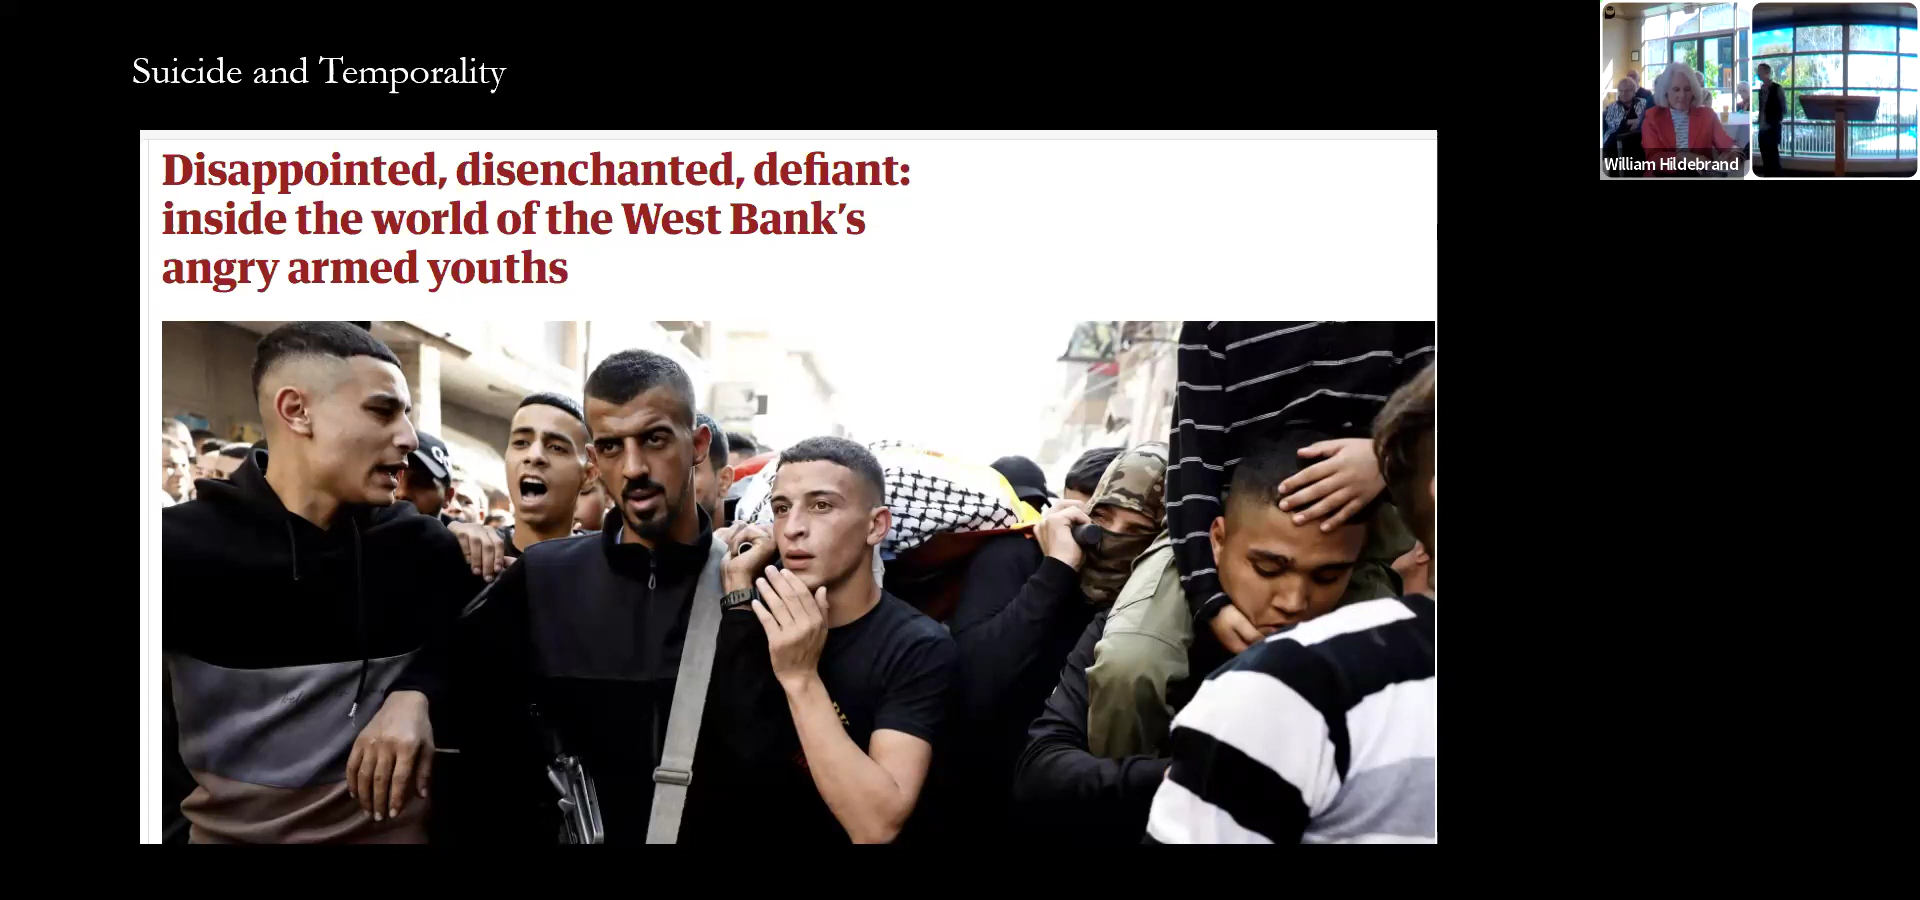 Suicide and Temporality
Disappointed, disenchanted, defiant:
inside the world of the West Bank's
angry armed youths
William Hildebrand